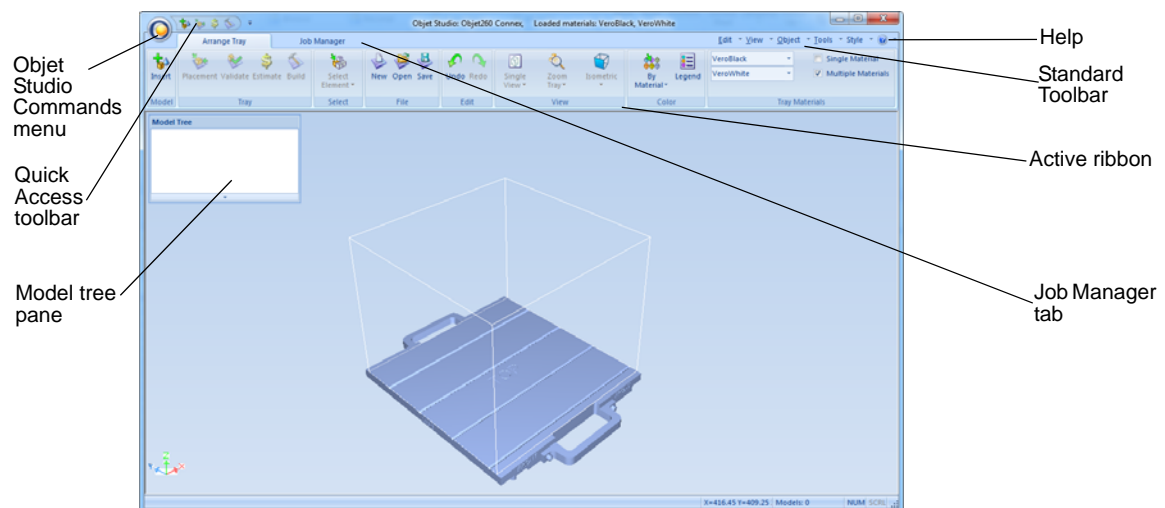 Objet Studio: Objet260 Connex, Loaded materials: VeroBlack, VeroWhite
Arrange Tray
Job Manager
Edit View Object Tools Style
Insert
Placement Validate Estimate Build
Select Element
New Open Save
Undo Redo
Single View
Zoom Tray
Isometric
By Material
Legend
VeroBlack
VeroWhite
Single Material
Multiple Materials
Model
Tray
Select
File
Edit
View
Color
Tray Materials
Model Tree
X=416.45 Y=409.25
Models: 0
NUM SCRL
Objet
Studio
Commands
menu
Quick
Access
toolbar
Model tree
pane
Help
Standard
Toolbar
Active ribbon
Job Manager
tab